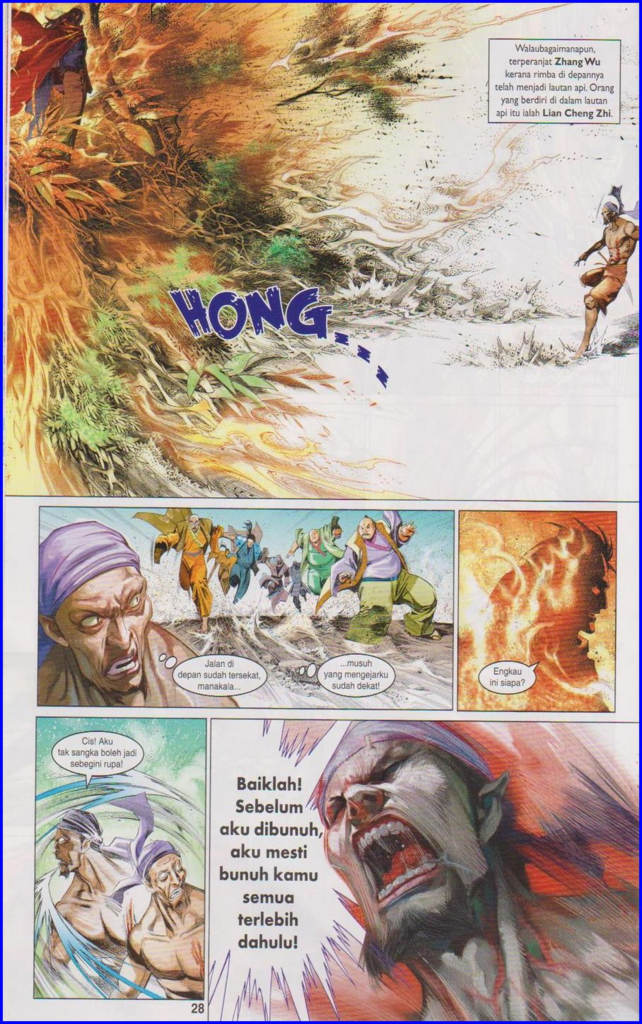 Walaubagaimanapun,
terperanjat Zhang Wu
kerana rimba di depannya
telah menjadi lautan api. Orang
yang berdiri di dalam lautan
api itu ialah Lian Cheng Zhi.
HONG....
Jalan di
depan sudah tersekat,
manakala...
...musuh
yang mengejarku
sudah dekat!
Engkau
ini siapa?
Cis! Aku
tak sangka boleh jadi
sebegini rupa!
Baiklah!
Sebelum
aku dibunuh,
aku mesti
bunuh kamu
semua
terlebih
dahulu!
28